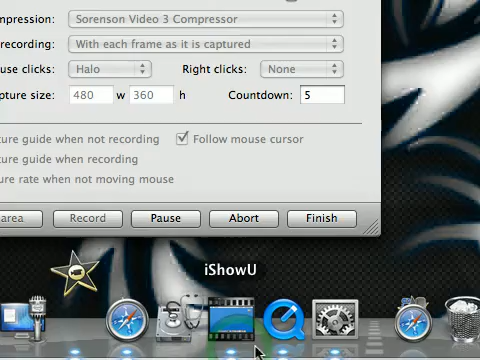 mpression: Sorenson Video 3 Compressor
recording: With each frame as it is captured
use clicks: Halo Right clicks: None
pture size: 480 w 360 h Countdown: 5
ture guide when not recording Follow mouse cursor
ure guide when recording
ure rate when not moving mouse
area Record Pause Abort Finish
iShowU